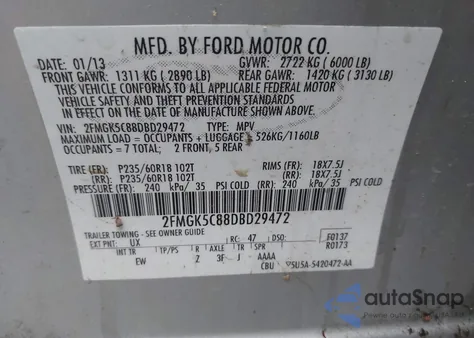 MFD. BY FORD MOTOR CO.
DATE: 01/13 GVWR: 2722 KG ( 6000 LB)
FRONT GAWR: 1311 KG ( 2890 LB) REAR GAWR: 1420 KG ( 3130 LB)
THIS VEHICLE CONFORMS TO ALL APPLICABLE FEDERAL MOTOR
VEHICLE SAFETY AND THEFT PREVENTION STANDARDS IN
EFFECT ON THE DATE OF MANUFACTURE SHOWN ABOVE.
VIN: 2FMGK5C88DBD29472 TYPE: MPV
MAXIMUM LOAD = OCCUPANTS + LUGGAGE = 526KG/1160LB
OCCUPANTS = 7 TOTAL: 2 FRONT, 5 REAR
TIRE (FR): P235/60R18 102T RIMS (FR): 18X7.5J
(RR): P235/60R18 102T (RR): 18X7.5J
PRESSURE (FR): 240 kPa/ 35 PSI COLD (RR): 240 kPa/ 35 PSI COLD
2FMGK5C88DBD29472
TRAILER TOWING - SEE OWNER GUIDE
EXT PNT: UX RC: 47 DSO: F0137
INT TR TP/PS R AXLE TR SPR R0173
EW Z 3F J AAAA
CBU 5U5A-5420472-AA
autoSnap